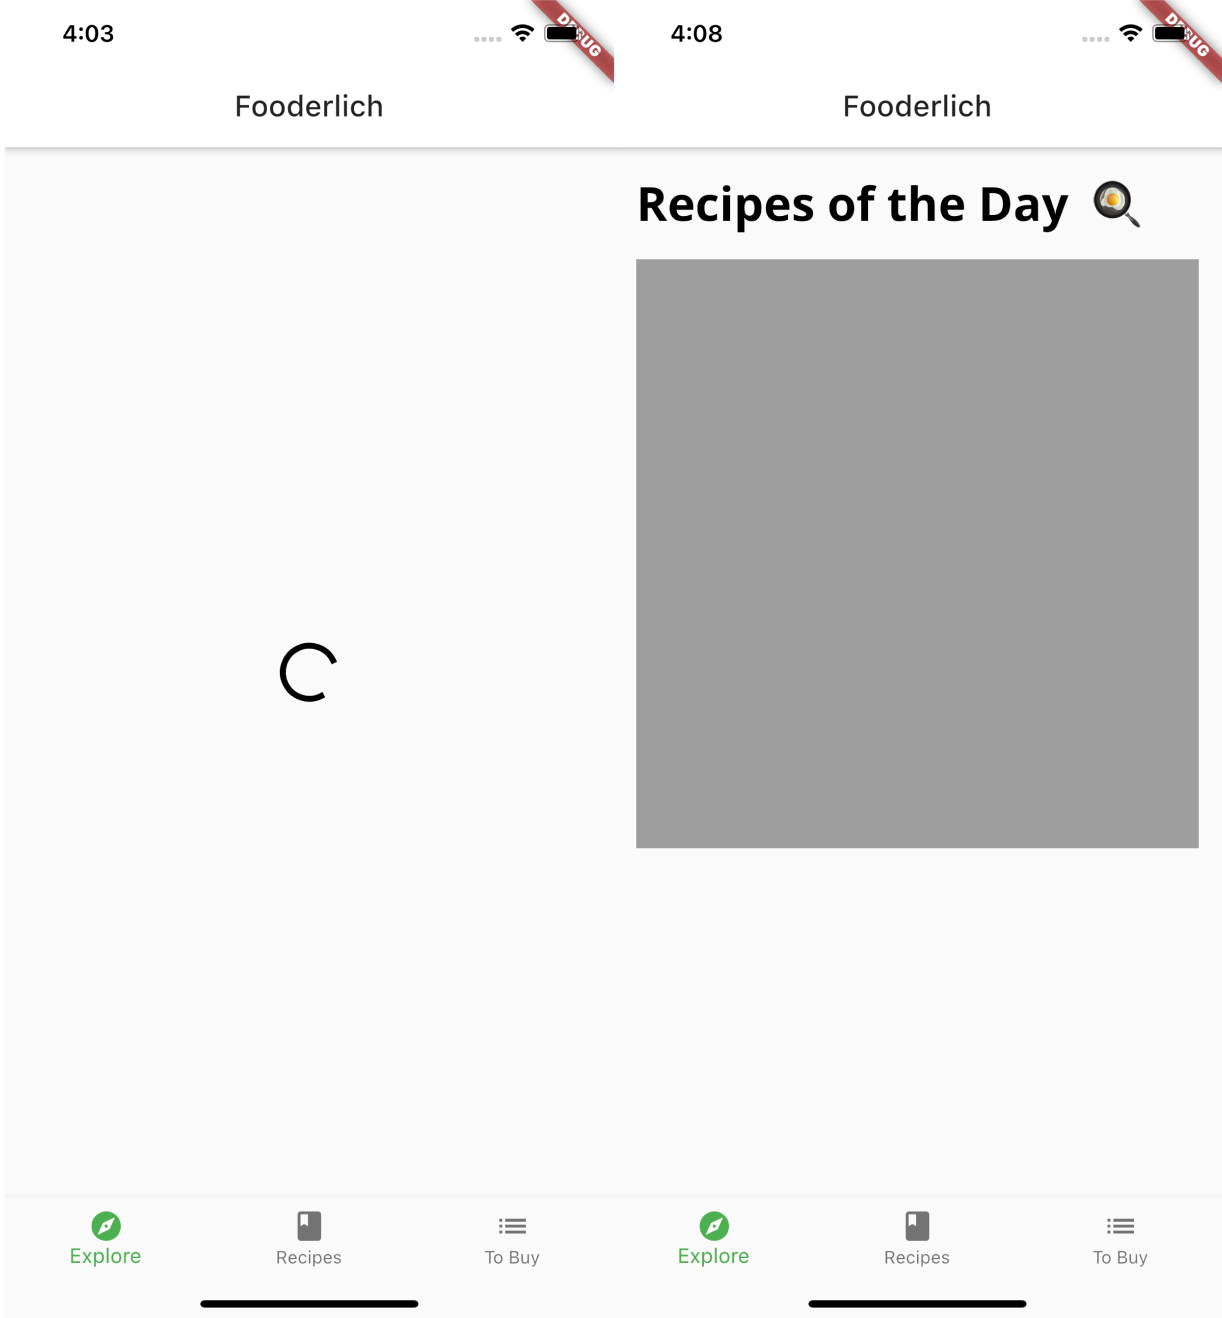 4:03
DEBUG
Fooderlich
Explore
Recipes
To Buy
4:08
DEBUG
Fooderlich
Recipes of the Day 🍳
Explore
Recipes
To Buy